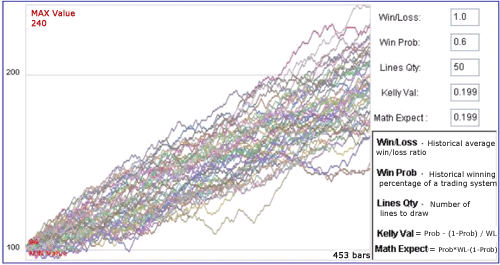 MAX Value
240
200
100
MIN Value
453 bars
Win/Loss: 1.0
Win Prob: 0.6
Lines Qty: 50
Kelly Val: 0.199
Math Expect : 0.199
Win/Loss - Historical average
win/loss ratio
Win Prob - Historical winning
percentage of a trading system
Lines Qty - Number of
lines to draw
Kelly Val = Prob - (1-Prob) / WL
Math Expect = Prob*WL-(1-Prob)